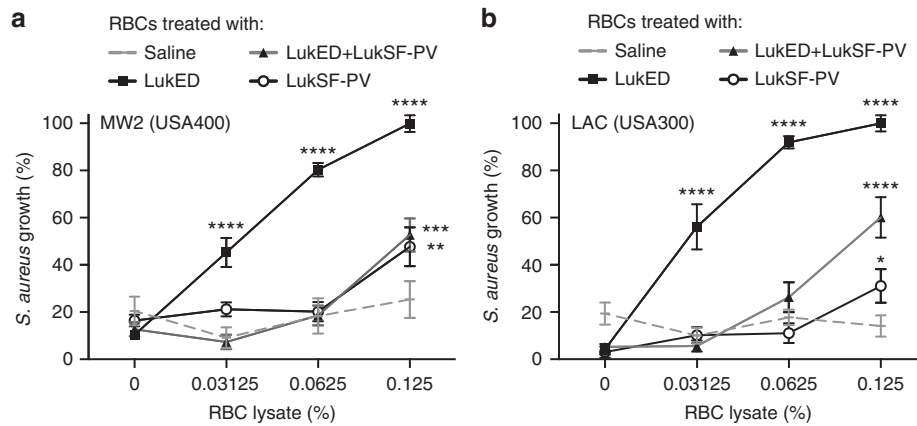 a
RBCs treated with:
Saline
LukED+LukSF-PV
LukED
LukSF-PV
MW2 (USA400)
S. aureus growth (%)
100
80
60
40
20
0
****
****
****
***
**
0
0.03125
0.0625
0.125
RBC lysate (%)
b
RBCs treated with:
Saline
LukED+LukSF-PV
LukED
LukSF-PV
LAC (USA300)
S. aureus growth (%)
100
80
60
40
20
0
****
****
****
****
*
0
0.03125
0.0625
0.125
RBC lysate (%)